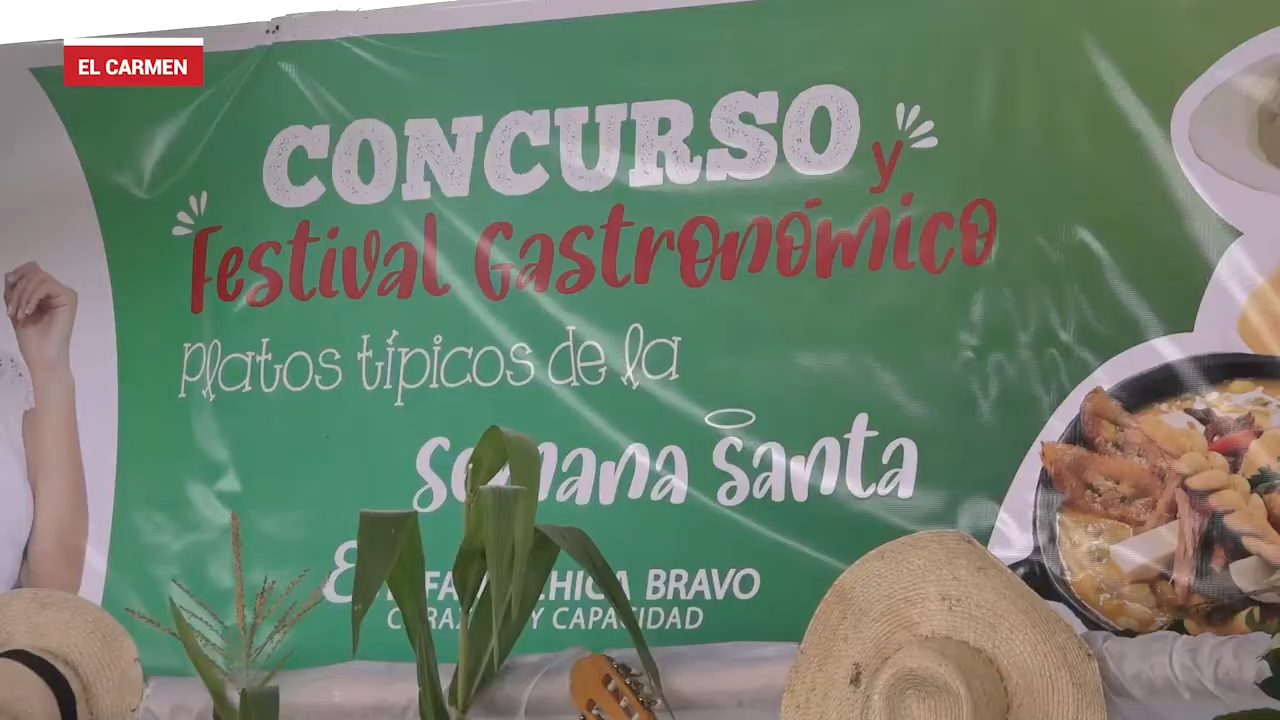 EL CARMEN
CONCURSO y
Festival Gastronómico
Platos típicos de la
Semana Santa
BRAVO
Y CAPACIDAD